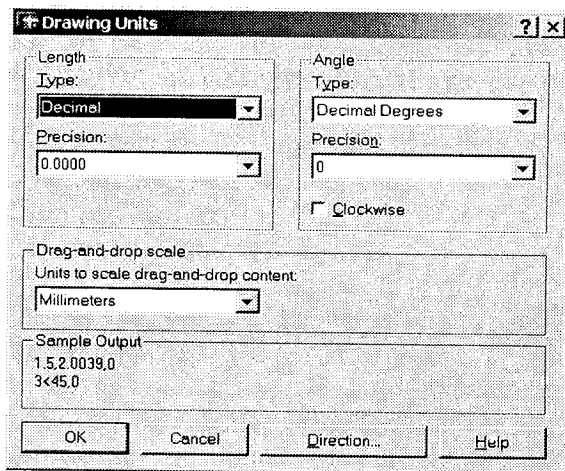 Drawing Units
? ×
Length
Type:
Decimal
Precision:
0.0000
Angle
Type:
Decimal Degrees
Precision:
0
Clockwise
Drag-and-drop scale
Units to scale drag-and-drop content:
Millimeters
Sample Output
1.5,2.0039,0
3<45,0
OK
Cancel
Direction...
Help